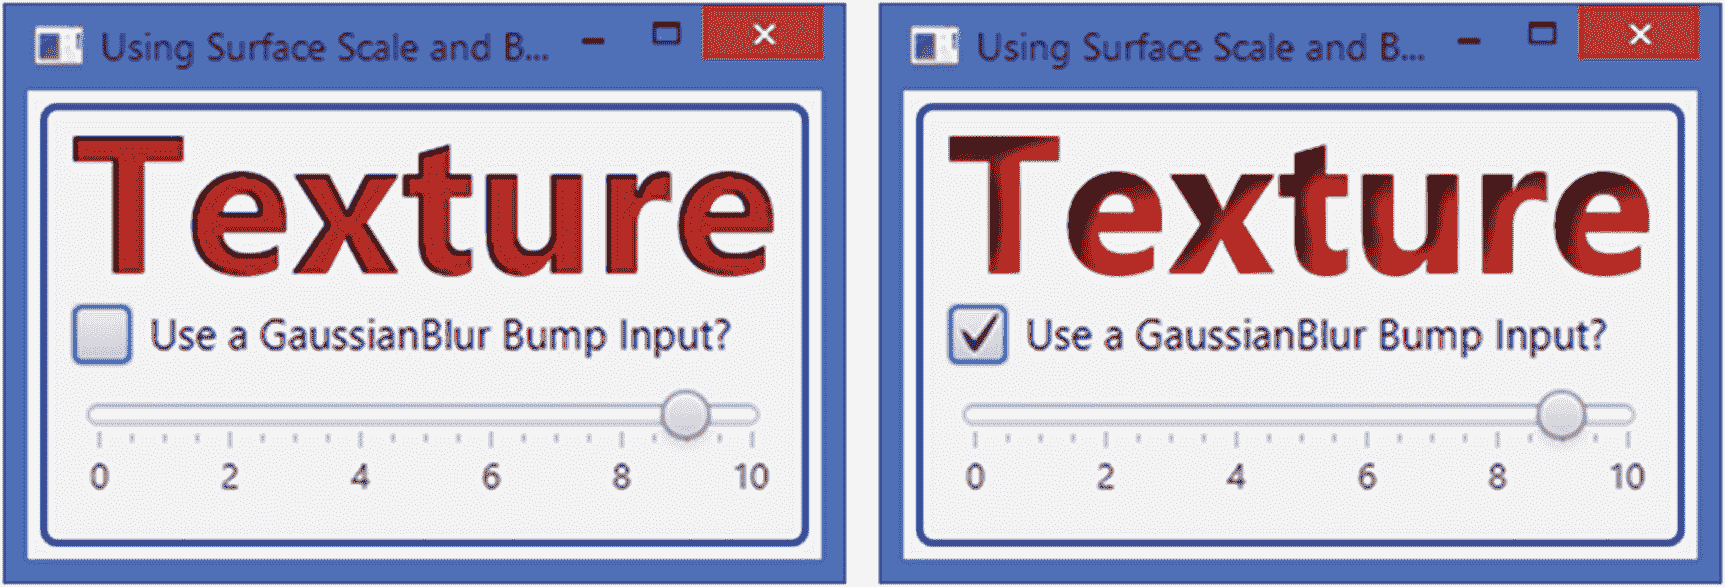 Using Surface Scale and B...
Texture
Use a GaussianBlur Bump Input?
0 2 4 6 8 10
Using Surface Scale and B...
Texture
Use a GaussianBlur Bump Input?
0 2 4 6 8 10